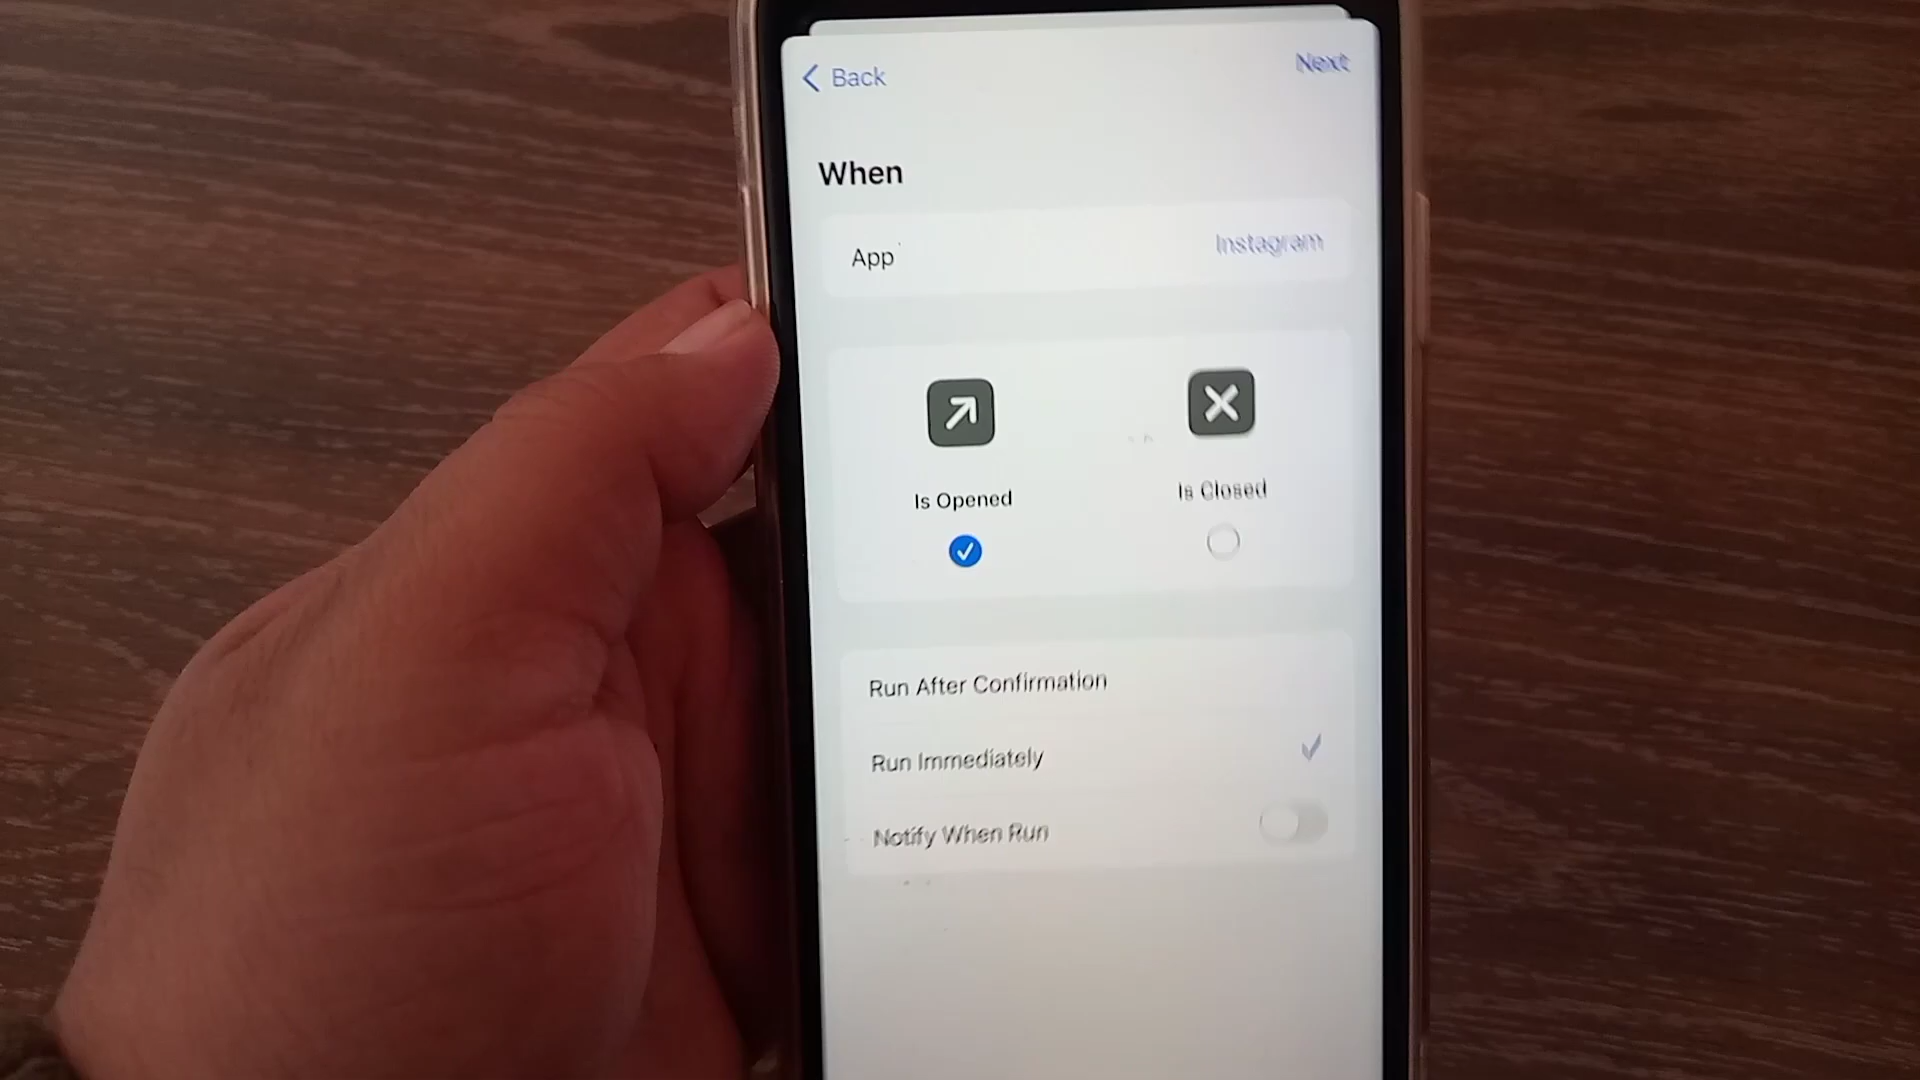 Back
Next
When
App
Instagram
Is Opened
Is Closed
Run After Confirmation
Run Immediately
Notify When Run